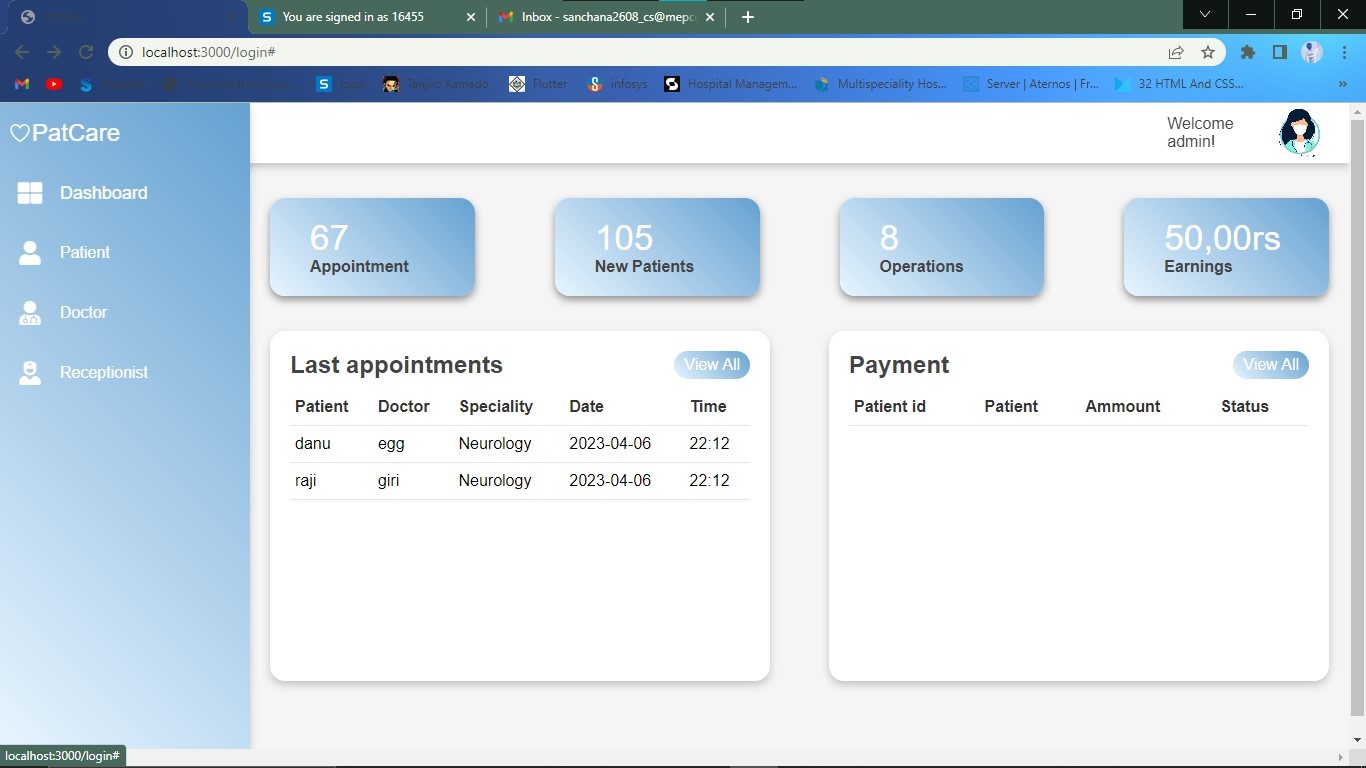 You are signed in as 16455
Inbox - sanchana2608_cs@mepc
localhost:3000/login#
login
Tanjiro Kamado
Flutter
infosys
Hospital Managem...
Multispeciality Hos...
Server | Aternos | Fr...
32 HTML And CSS...
PatCare
Welcome
admin!
Dashboard
Patient
Doctor
Receptionist
67
Appointment
105
New Patients
8
Operations
50,00rs
Earnings
Last appointments View All
Patient Doctor Speciality Date Time
danu egg Neurology 2023-04-06 22:12
raji giri Neurology 2023-04-06 22:12
Payment View All
Patient id Patient Ammount Status
localhost:3000/login#